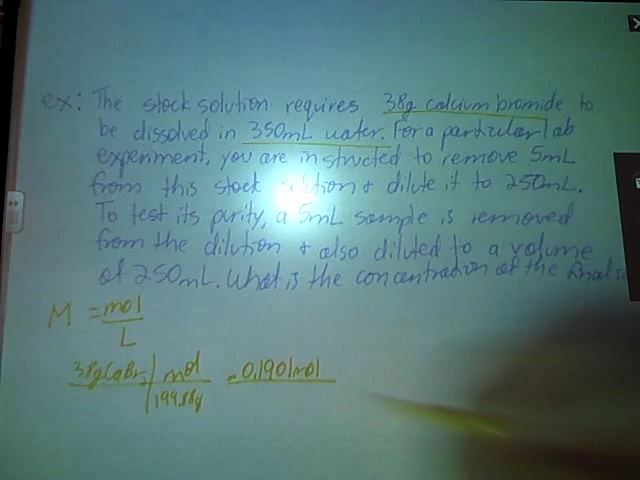 ex: The stock solution requires 38g calcium bromide to
be dissolved in 350mL water. For a particular lab
experiment, you are instructed to remove 5mL
from this stock solution & dilute it to 250mL.
To test its purity, a 5mL sample is removed
from the dilution & also diluted to a volume
of 250mL. What is the concentration of the final
M = mol
L
38g CaBr2 | mol = 0.1901 mol
199.88g